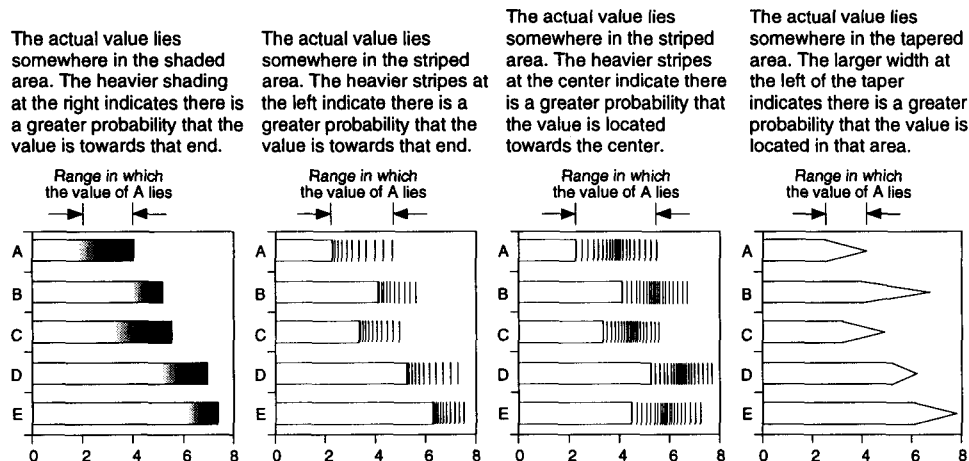 The actual value lies
somewhere in the shaded
area. The heavier shading
at the right indicates there is
a greater probability that the
value is towards that end.
Range in which
the value of A lies
A
B
C
D
E
0 2 4 6 8
The actual value lies
somewhere in the striped
area. The heavier stripes at
the left indicate there is a
greater probability that the
value is towards that end.
Range in which
the value of A lies
A
B
C
D
E
0 2 4 6 8
The actual value lies
somewhere in the striped
area. The heavier stripes
at the center indicate there
is a greater probability that
the value is located
towards the center.
Range in which
the value of A lies
A
B
C
D
E
0 2 4 6 8
The actual value lies
somewhere in the tapered
area. The larger width at
the left of the taper
indicates there is a greater
probability that the value is
located in that area.
Range in which
the value of A lies
A
B
C
D
E
0 2 4 6 8